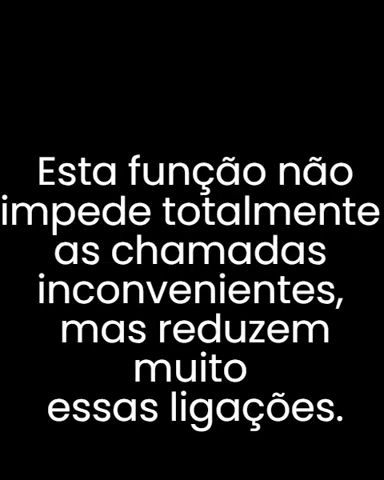 Esta função não
impede totalmente
as chamadas
inconvenientes,
mas reduzem
muito
essas ligações.